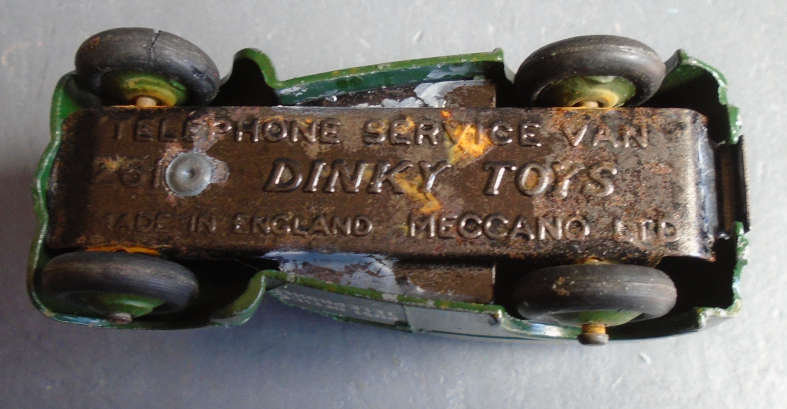 TELEPHONE SERVICE VAN
261 DINKY TOYS
MADE IN ENGLAND MECCANO LTD